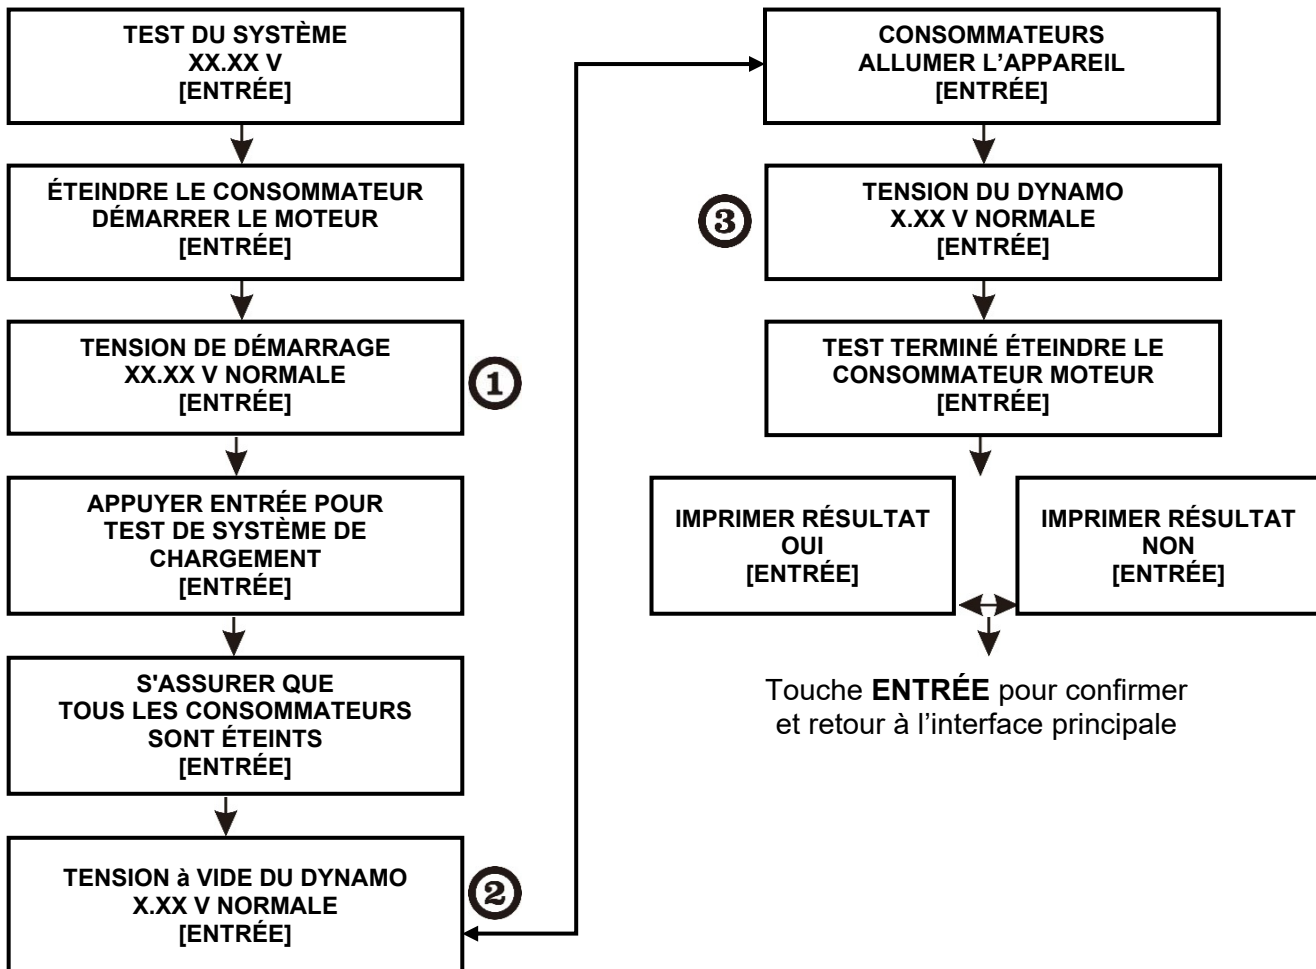 TEST DU SYSTÈME
XX.XX V
[ENTRÉE]
ÉTEINDRE LE CONSOMMATEUR
DÉMARRER LE MOTEUR
[ENTRÉE]
TENSION DE DÉMARRAGE
XX.XX V NORMALE
[ENTRÉE]
1
APPUYER ENTRÉE POUR
TEST DE SYSTÈME DE
CHARGEMENT
[ENTRÉE]
S'ASSURER QUE
TOUS LES CONSOMMATEURS
SONT ÉTEINTS
[ENTRÉE]
TENSION à VIDE DU DYNAMO
X.XX V NORMALE
[ENTRÉE]
2
CONSOMMATEURS
ALLUMER L’APPAREIL
[ENTRÉE]
3
TENSION DU DYNAMO
X.XX V NORMALE
[ENTRÉE]
TEST TERMINÉ ÉTEINDRE LE
CONSOMMATEUR MOTEUR
[ENTRÉE]
IMPRIMER RÉSULTAT
OUI
[ENTRÉE]
IMPRIMER RÉSULTAT
NON
[ENTRÉE]
Touche ENTRÉE pour confirmer
et retour à l’interface principale